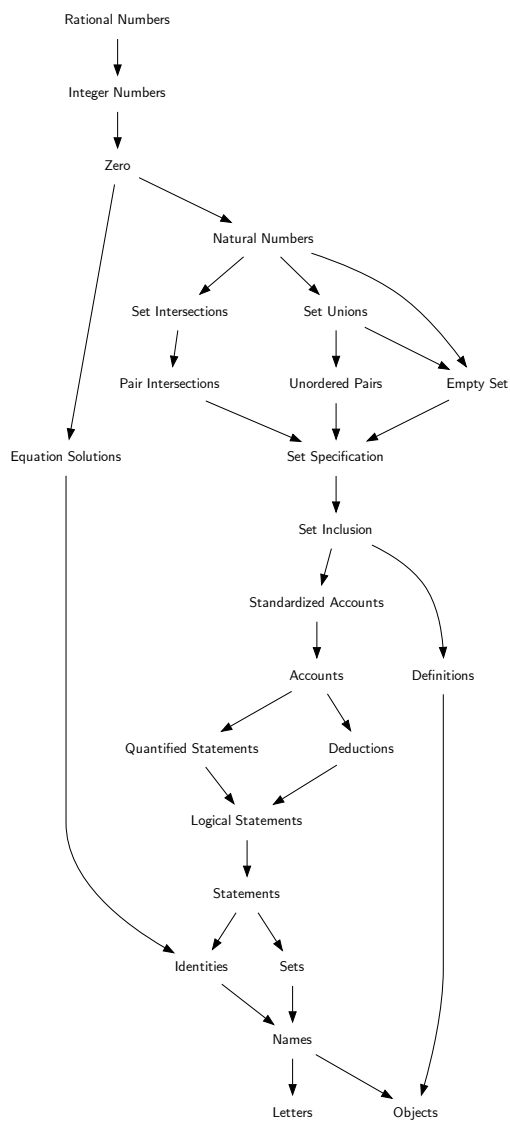 Rational Numbers
Integer Numbers
Zero
Natural Numbers
Set Intersections
Set Unions
Pair Intersections
Unordered Pairs
Empty Set
Equation Solutions
Set Specification
Set Inclusion
Standardized Accounts
Accounts
Definitions
Quantified Statements
Deductions
Logical Statements
Statements
Identities
Sets
Names
Letters
Objects